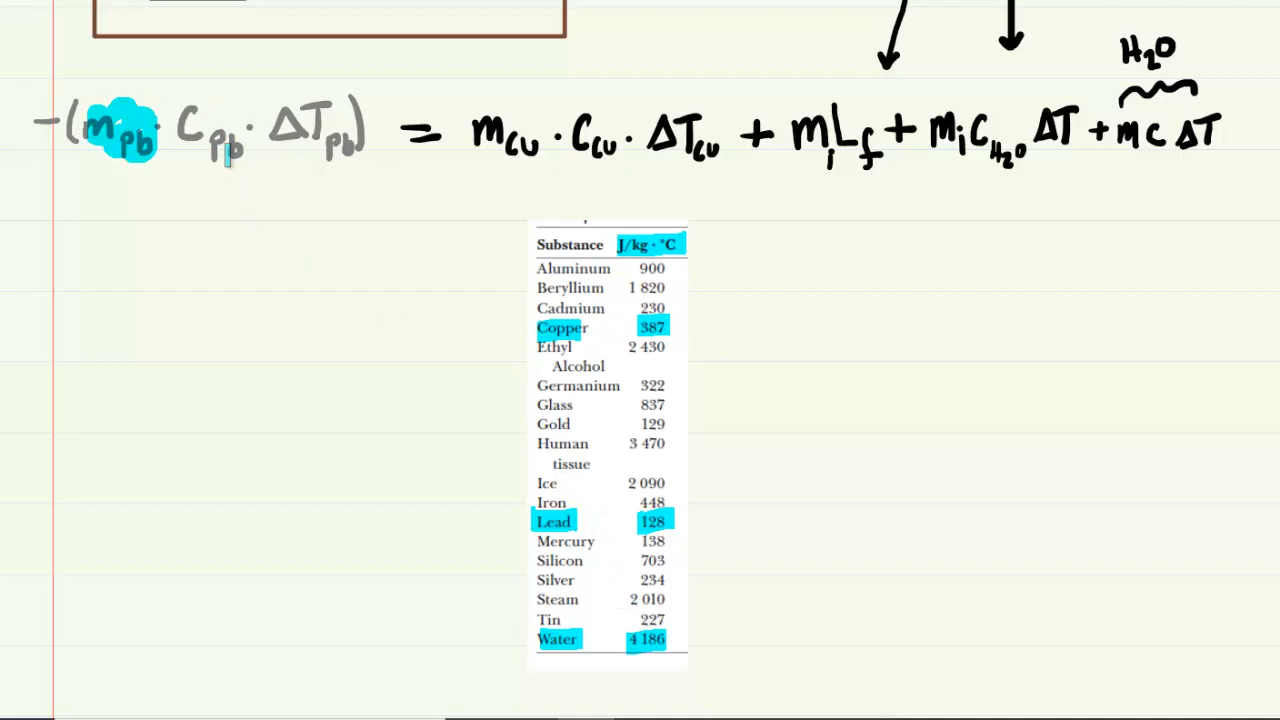 H₂O
-(m_pb · C_pb · ΔT_pb) = m_cu · C_cu · ΔT_cu + m_i L_f + m_i C_H₂O ΔT + m C ΔT
Substance J/kg · °C
Aluminum 900
Beryllium 1 820
Cadmium 230
Copper 387
Ethyl 2 430
Alcohol
Germanium 322
Glass 837
Gold 129
Human 3 470
tissue
Ice 2 090
Iron 448
Lead 128
Mercury 138
Silicon 703
Silver 234
Steam 2 010
Tin 227
Water 4 186